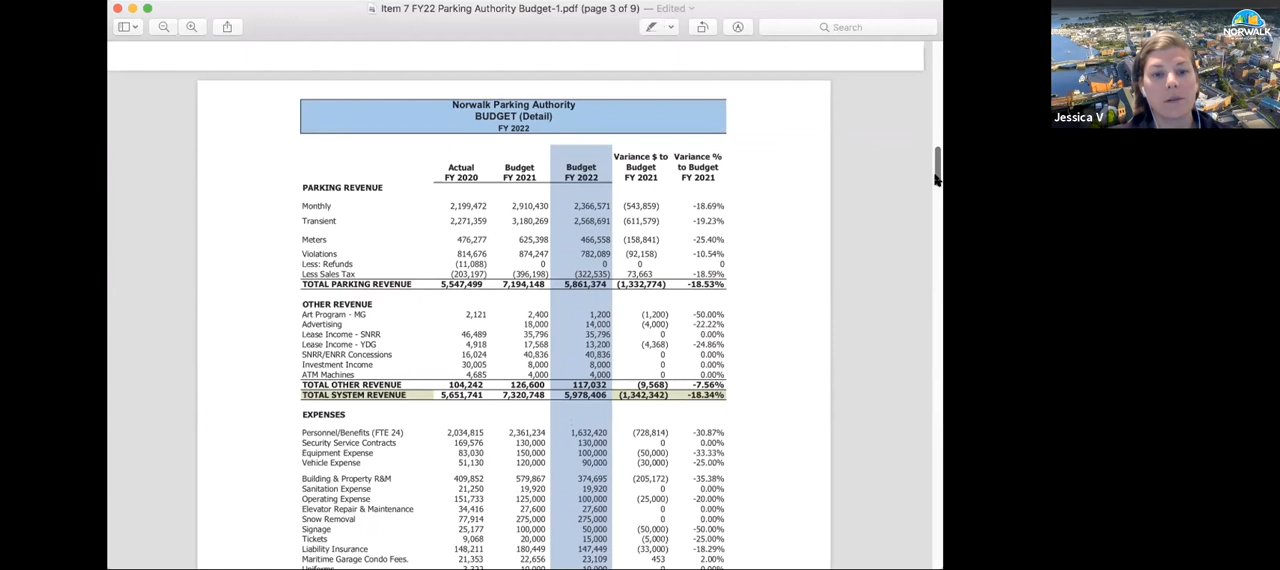 Item 7 FY22 Parking Authority Budget-1.pdf (page 3 of 9) — Edited
Search
NORWALK
Jessica V
Norwalk Parking Authority
BUDGET (Detail)
FY 2022
Actual FY 2020 Budget FY 2021 Budget FY 2022 Variance $ to Budget FY 2021 Variance % to Budget FY 2021
PARKING REVENUE
Monthly 2,199,472 2,910,430 2,366,571 (543,859) -18.69%
Transient 2,271,359 3,180,269 2,568,691 (611,579) -19.23%
Meters 476,277 625,398 466,558 (158,841) -25.40%
Violations 814,676 874,247 782,089 (92,158) -10.54%
Less: Refunds (11,088) 0 0 0 0
Less Sales Tax (203,197) (396,198) (322,535) 73,663 -18.59%
TOTAL PARKING REVENUE 5,547,499 7,194,148 5,861,374 (1,332,774) -18.53%
OTHER REVENUE
Art Program - MG 2,121 2,400 1,200 (1,200) -50.00%
Advertising 18,000 14,000 (4,000) -22.22%
Lease Income - SNRR 46,489 35,796 35,796 0 0.00%
Lease Income - YDG 4,918 17,568 13,200 (4,368) -24.86%
SNRR/ENRR Concessions 16,024 40,836 40,836 0 0.00%
Investment Income 30,005 8,000 8,000 0 0.00%
ATM Machines 4,685 4,000 4,000 0 0.00%
TOTAL OTHER REVENUE 104,242 126,600 117,032 (9,568) -7.56%
TOTAL SYSTEM REVENUE 5,651,741 7,320,748 5,978,406 (1,342,342) -18.34%
EXPENSES
Personnel/Benefits (FTE 24) 2,034,815 2,361,234 1,632,420 (728,814) -30.87%
Security Service Contracts 169,576 130,000 130,000 0 0.00%
Equipment Expense 83,030 150,000 100,000 (50,000) -33.33%
Vehicle Expense 51,130 120,000 90,000 (30,000) -25.00%
Building & Property R&M 409,852 579,867 374,695 (205,172) -35.38%
Sanitation Expense 21,250 19,920 19,920 0 0.00%
Operating Expense 151,733 125,000 100,000 (25,000) -20.00%
Elevator Repair & Maintenance 34,416 27,600 27,600 0 0.00%
Snow Removal 77,914 275,000 275,000 0 0.00%
Signage 25,177 100,000 50,000 (50,000) -50.00%
Tickets 9,068 20,000 15,000 (5,000) -25.00%
Liability Insurance 148,211 180,449 147,449 (33,000) -18.29%
Maritime Garage Condo Fees. 21,353 22,656 23,109 453 2.00%